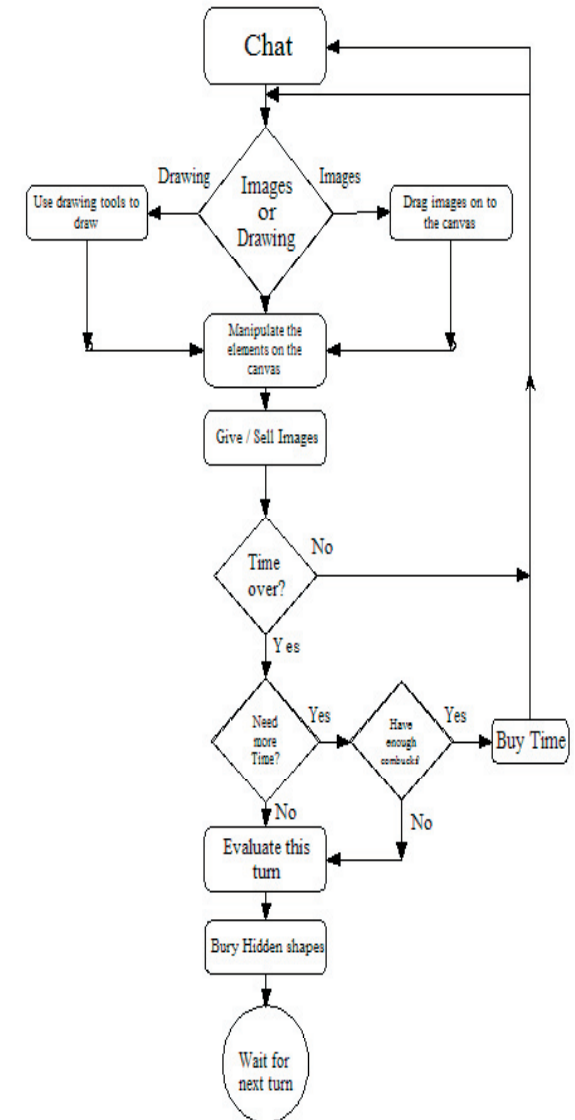 Chat
Drawing
Images
Images
or
Drawing
Use drawing tools to
draw
Drag images on to
the canvas
Manipulate the
elements on the
canvas
Give / Sell Images
No
Time
over?
Yes
Need
more
Time?
Yes
Have
enough
Yes
Buy Time
No
No
Evaluate this
turn
Bury Hidden shapes
Wait for
next turn